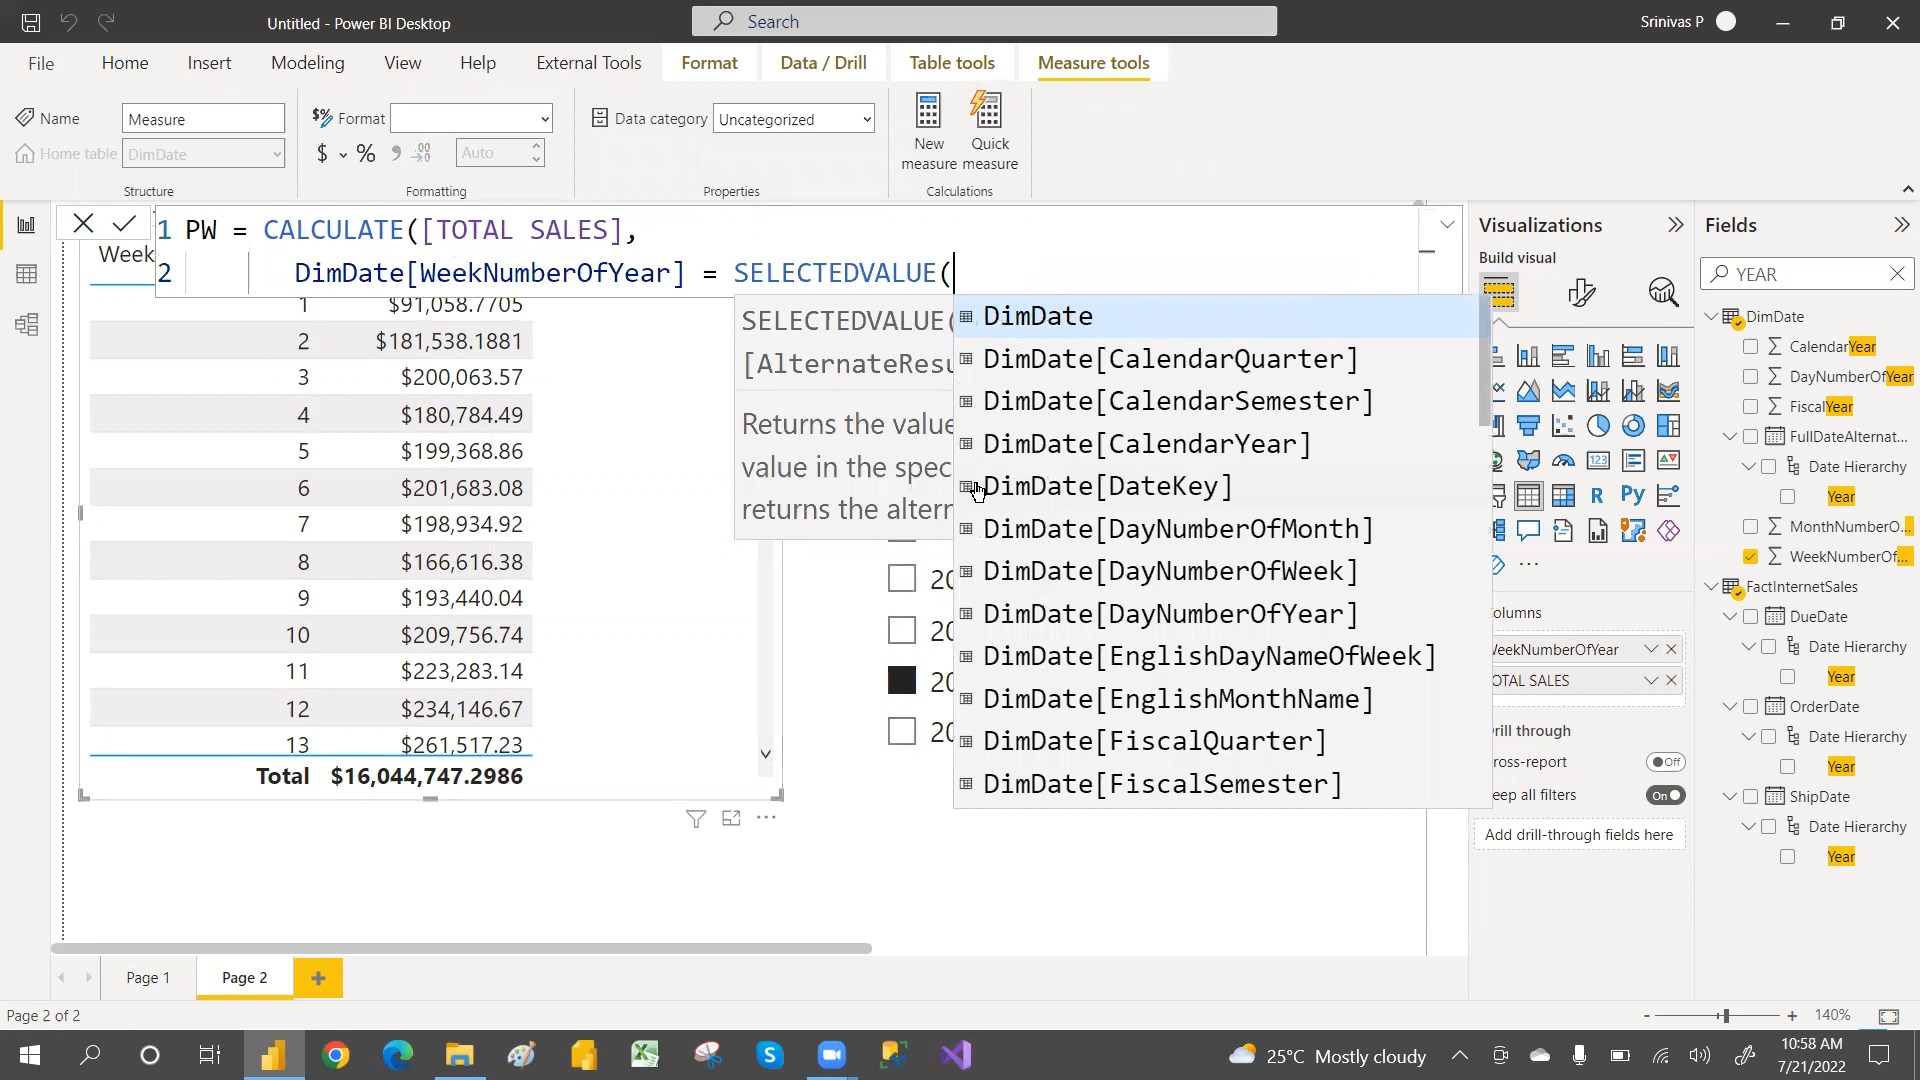 Untitled - Power BI Desktop
Search
Srinivas P
File
Home
Insert
Modeling
View
Help
External Tools
Format
Data / Drill
Table tools
Measure tools
Name
Measure
Home table
DimDate
Structure
Format
$ % 9
Auto
Formatting
Data category
Uncategorized
Properties
New measure
Quick measure
Calculations
1 PW = CALCULATE([TOTAL SALES],
2 DimDate[WeekNumberOfYear] = SELECTEDVALUE(
Week
1 $91,058.7705
2 $181,538.1881
3 $200,063.57
4 $180,784.49
5 $199,368.86
6 $201,683.08
7 $198,934.92
8 $166,616.38
9 $193,440.04
10 $209,756.74
11 $223,283.14
12 $234,146.67
13 $261,517.23
Total $16,044,747.2986
SELECTEDVALUE(
[AlternateResu
Returns the value
value in the spec
returns the altern
20
20
20
20
DimDate
DimDate[CalendarQuarter]
DimDate[CalendarSemester]
DimDate[CalendarYear]
DimDate[DateKey]
DimDate[DayNumberOfMonth]
DimDate[DayNumberOfWeek]
DimDate[DayNumberOfYear]
DimDate[EnglishDayNameOfWeek]
DimDate[EnglishMonthName]
DimDate[FiscalQuarter]
DimDate[FiscalSemester]
Visualizations
Build visual
Columns
WeekNumberOfYear
OTAL SALES
rill through
ross-report
Off
eep all filters
On
Add drill-through fields here
Fields
YEAR
DimDate
CalendarYear
DayNumberOfYear
FiscalYear
FullDateAlternat...
Date Hierarchy
Year
MonthNumberO...
WeekNumberOf...
FactInternetSales
DueDate
Date Hierarchy
Year
OrderDate
Date Hierarchy
Year
ShipDate
Date Hierarchy
Year
Page 1
Page 2
Page 2 of 2
- + 140%
25°C Mostly cloudy
10:58 AM
7/21/2022